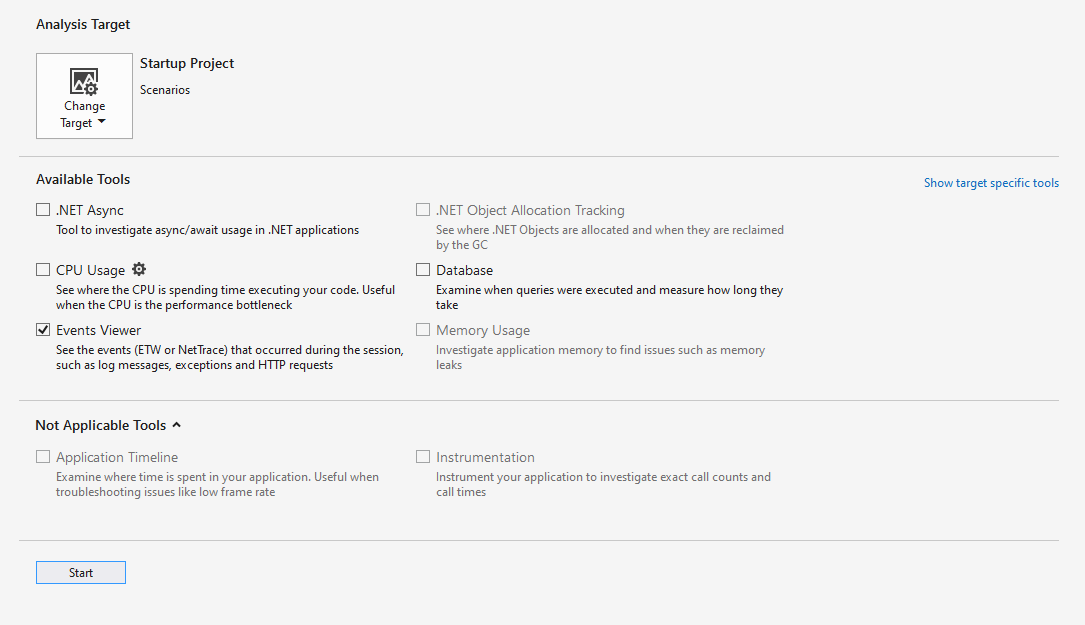 Analysis Target
Change
Target
Startup Project
Scenarios
Available Tools
Show target specific tools
.NET Async
Tool to investigate async/await usage in .NET applications
.NET Object Allocation Tracking
See where .NET Objects are allocated and when they are reclaimed
by the GC
CPU Usage
See where the CPU is spending time executing your code. Useful
when the CPU is the performance bottleneck
Database
Examine when queries were executed and measure how long they
take
Events Viewer
See the events (ETW or NetTrace) that occurred during the session,
such as log messages, exceptions and HTTP requests
Memory Usage
Investigate application memory to find issues such as memory
leaks
Not Applicable Tools
Application Timeline
Examine where time is spent in your application. Useful when
troubleshooting issues like low frame rate
Instrumentation
Instrument your application to investigate exact call counts and
call times
Start